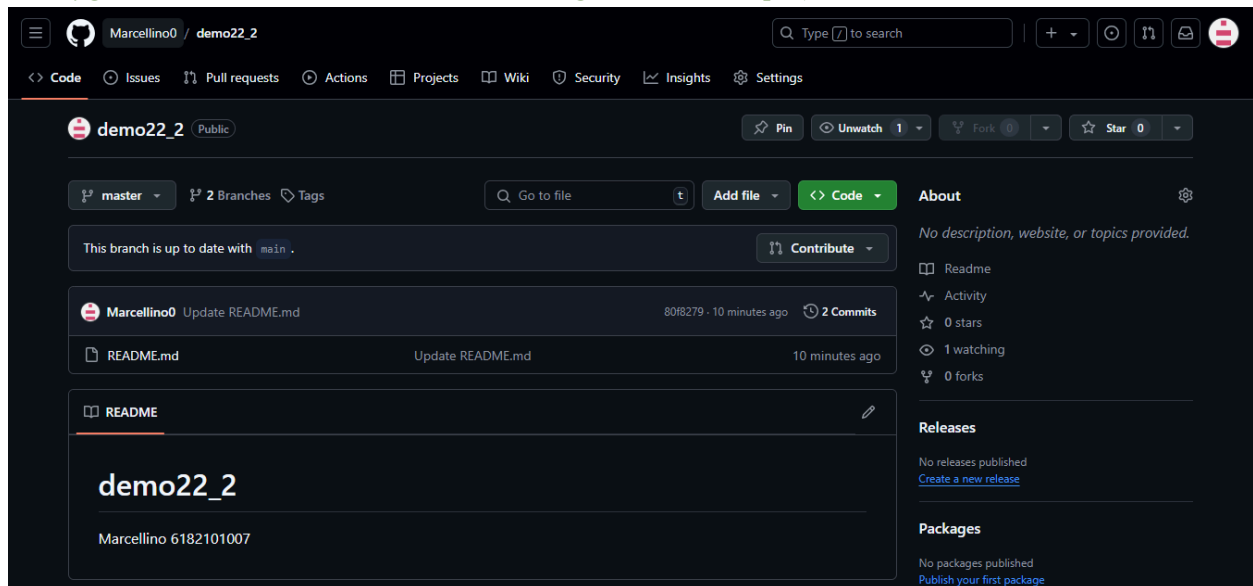 Marcellino0 / demo22_2
Type / to search
Code Issues Pull requests Actions Projects Wiki Security Insights Settings
demo22_2 Public
Pin Unwatch 1 Fork 0 Star 0
master 2 Branches Tags
Go to file t
Add file Code
This branch is up to date with main .
Contribute
Marcellino0 Update README.md 80f8279 · 10 minutes ago 2 Commits
README.md Update README.md 10 minutes ago
README
demo22_2
Marcellino 6182101007
About
No description, website, or topics provided.
Readme
Activity
0 stars
1 watching
0 forks
Releases
No releases published
Create a new release
Packages
No packages published
Publish your first package